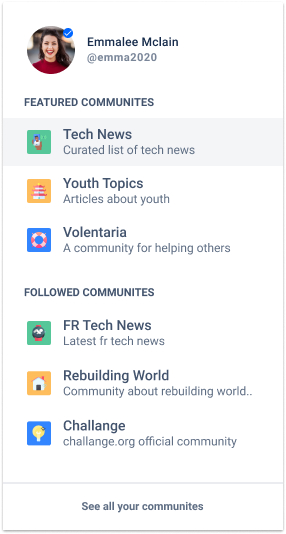 Emmalee Mclain
@emma2020
FEATURED COMMUNITES
Tech News
Curated list of tech news
Youth Topics
Articles about youth
Volentaria
A community for helping others
FOLLOWED COMMUNITES
FR Tech News
Latest fr tech news
Rebuilding World
Community about rebuilding world..
Challange
challange.org official community
See all your communites